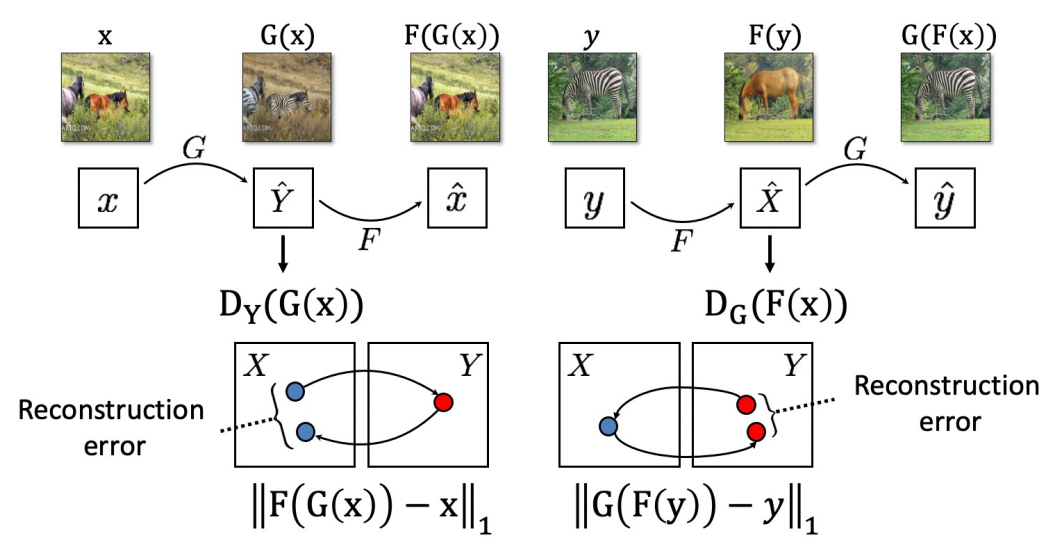 x G(x) F(G(x)) y F(y) G(F(x))
G F G
x Ŷ x̂ y X̂ ŷ
F
D_Y(G(x)) D_G(F(x))
X Y X Y
Reconstruction
error
Reconstruction
error
‖F(G(x)) − x‖₁ ‖G(F(y)) − y‖₁